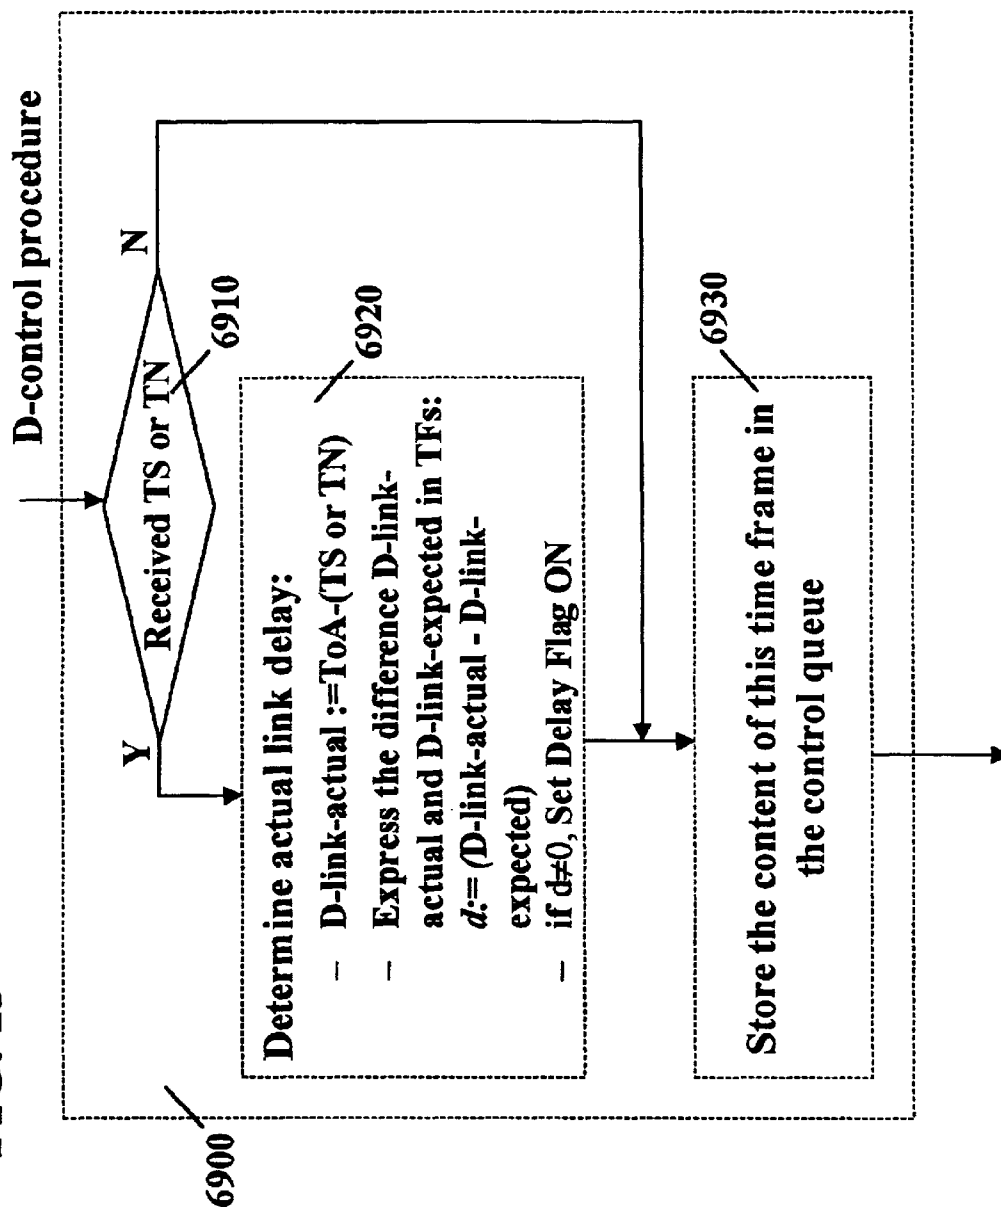 D-control procedure
Received TS or TN
Y
N
6910
Determine actual link delay:
– D-link-actual :=ToA-(TS or TN)
– Express the difference D-link-
actual and D-link-expected in TFs:
d:= (D-link-actual - D-link-
expected)
– if d≠0, Set Delay Flag ON
6920
Store the content of this time frame in
the control queue
6930
6900